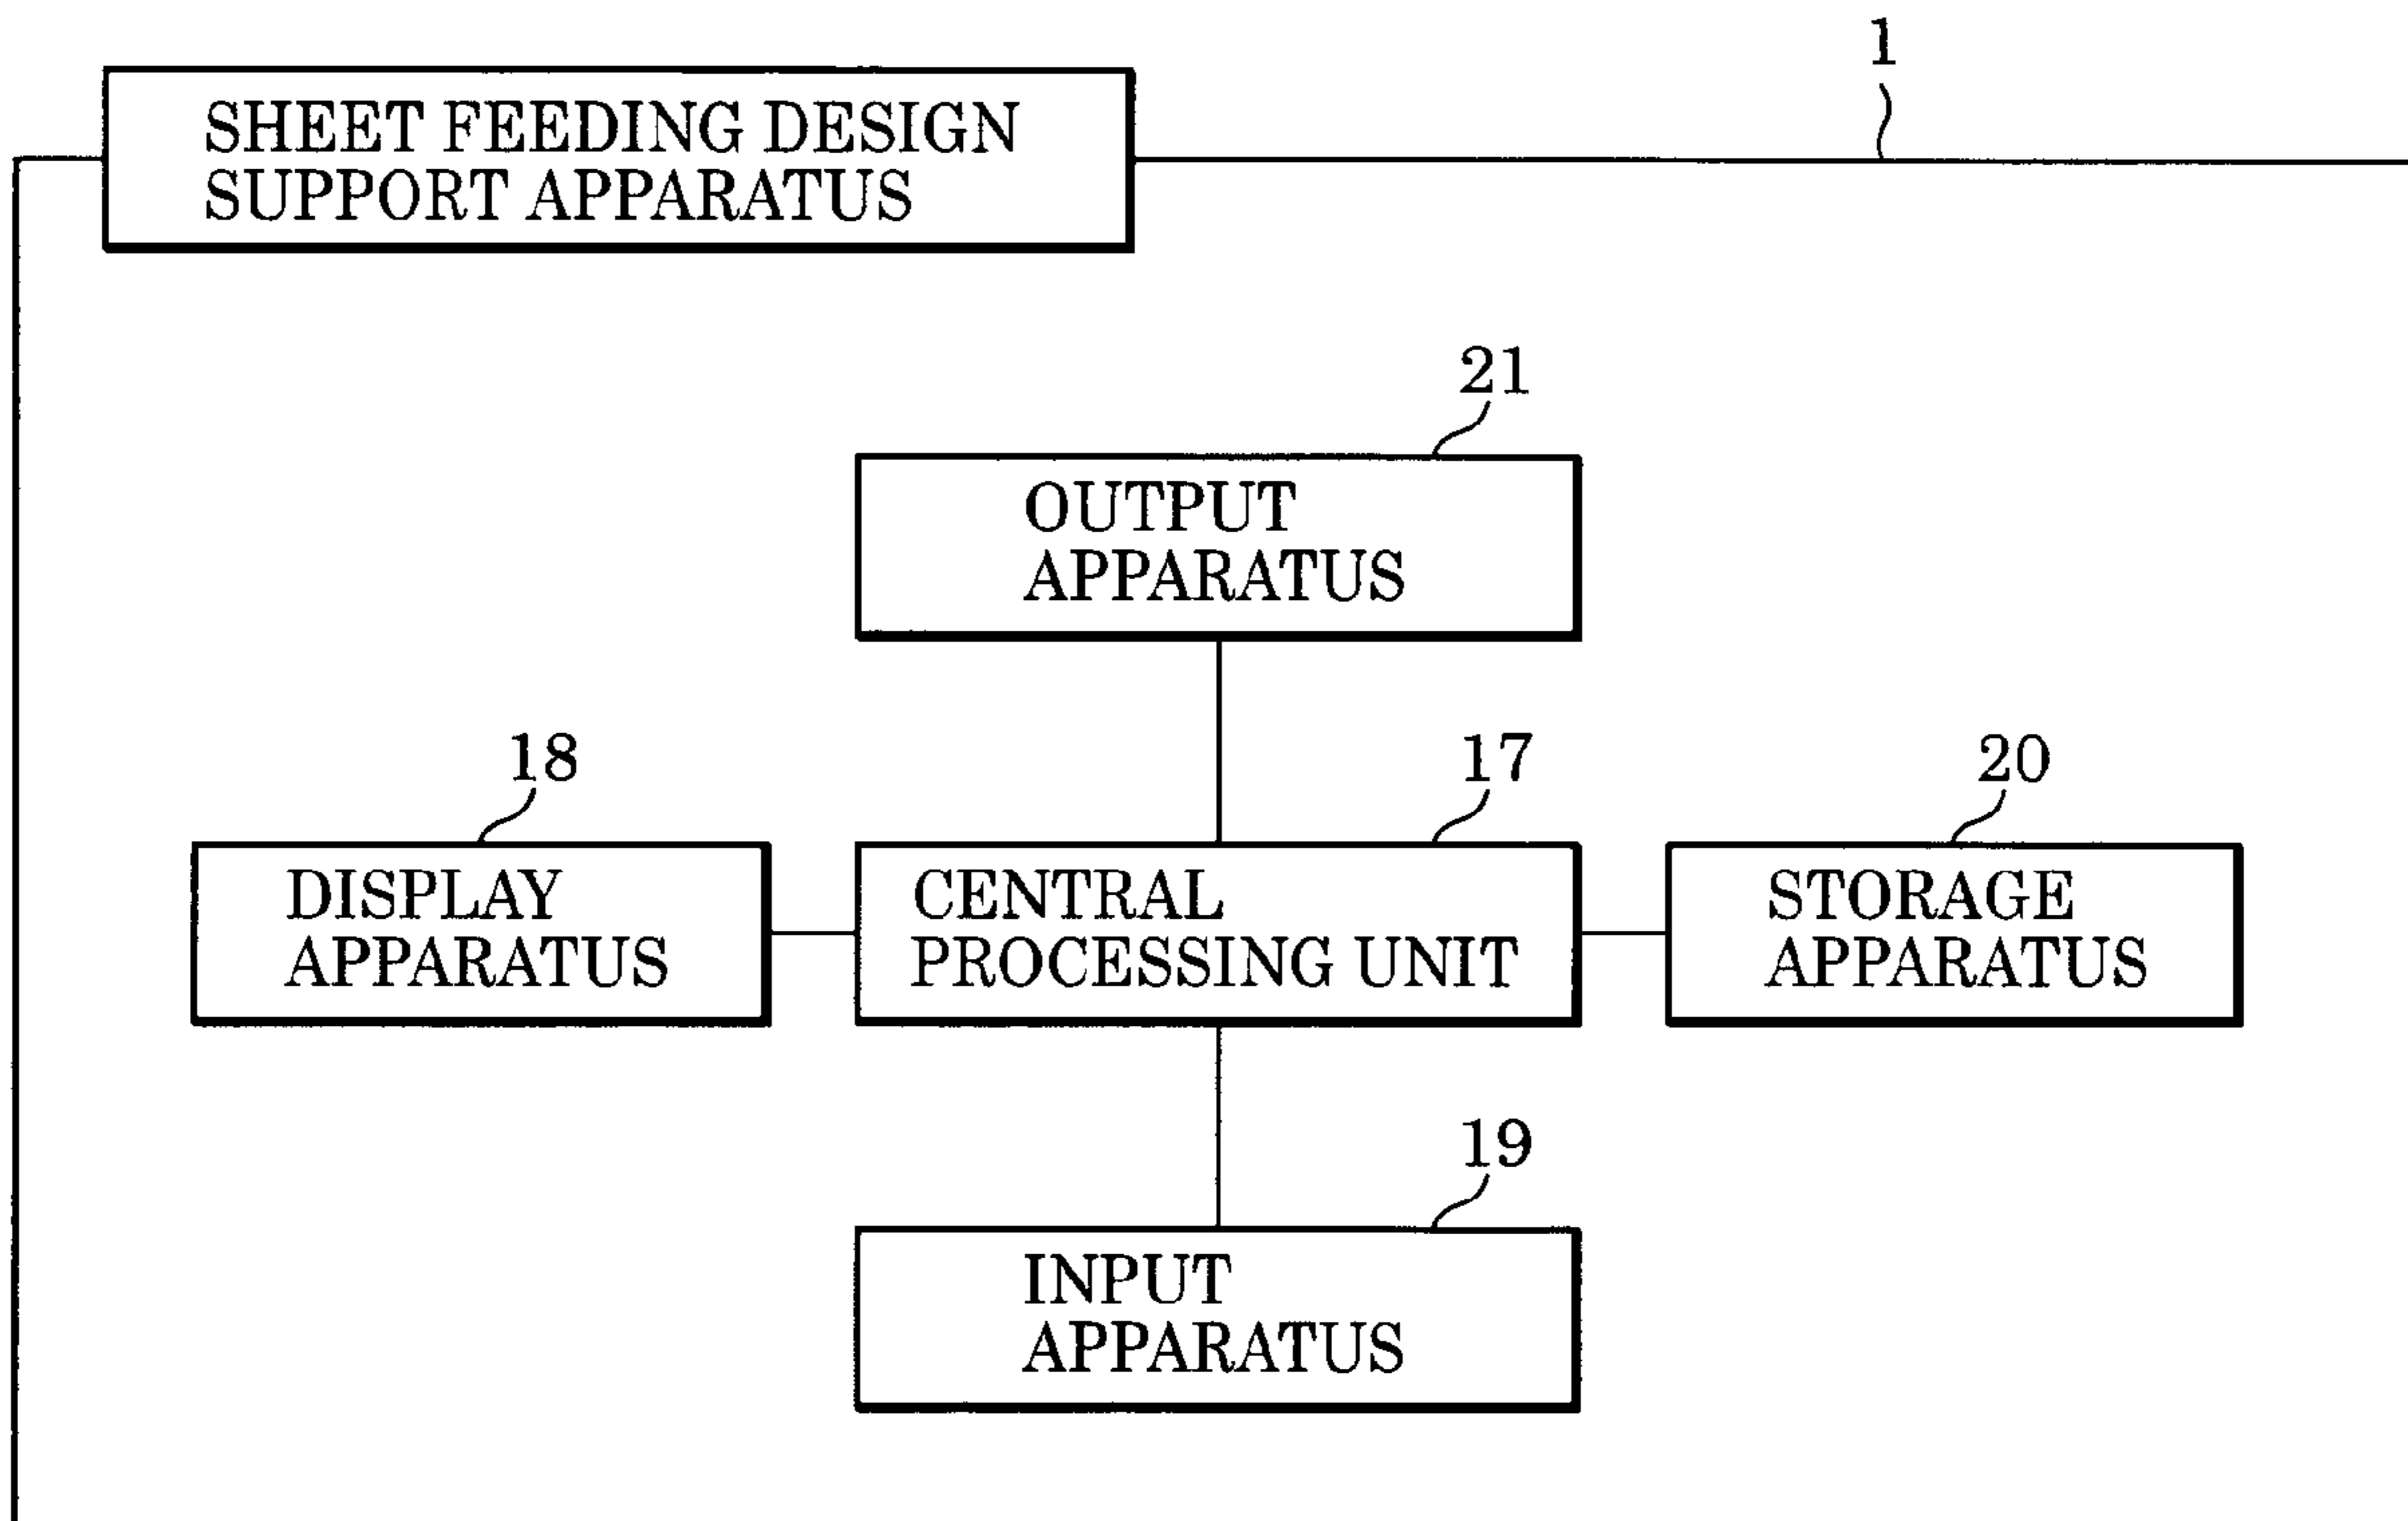 1
SHEET FEEDING DESIGN
SUPPORT APPARATUS
21
OUTPUT
APPARATUS
18
DISPLAY
APPARATUS
17
CENTRAL
PROCESSING UNIT
20
STORAGE
APPARATUS
19
INPUT
APPARATUS